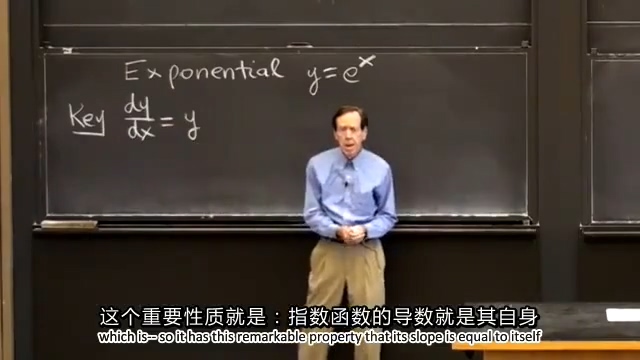 Exponential y=e^x
Key dy/dx = y
这个重要性质就是：指数函数的导数就是其自身
which is-- so it has this remarkable property that its slope is equal to itself